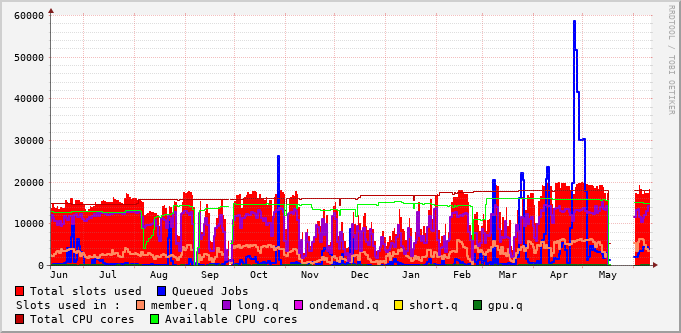 RRDTOOL / TOBI OETIKER
60000
50000
40000
30000
20000
10000
0
Jun Jul Aug Sep Oct Nov Dec Jan Feb Mar Apr May
Total slots used Queued Jobs
Slots used in : member.q long.q ondemand.q short.q gpu.q
Total CPU cores Available CPU cores